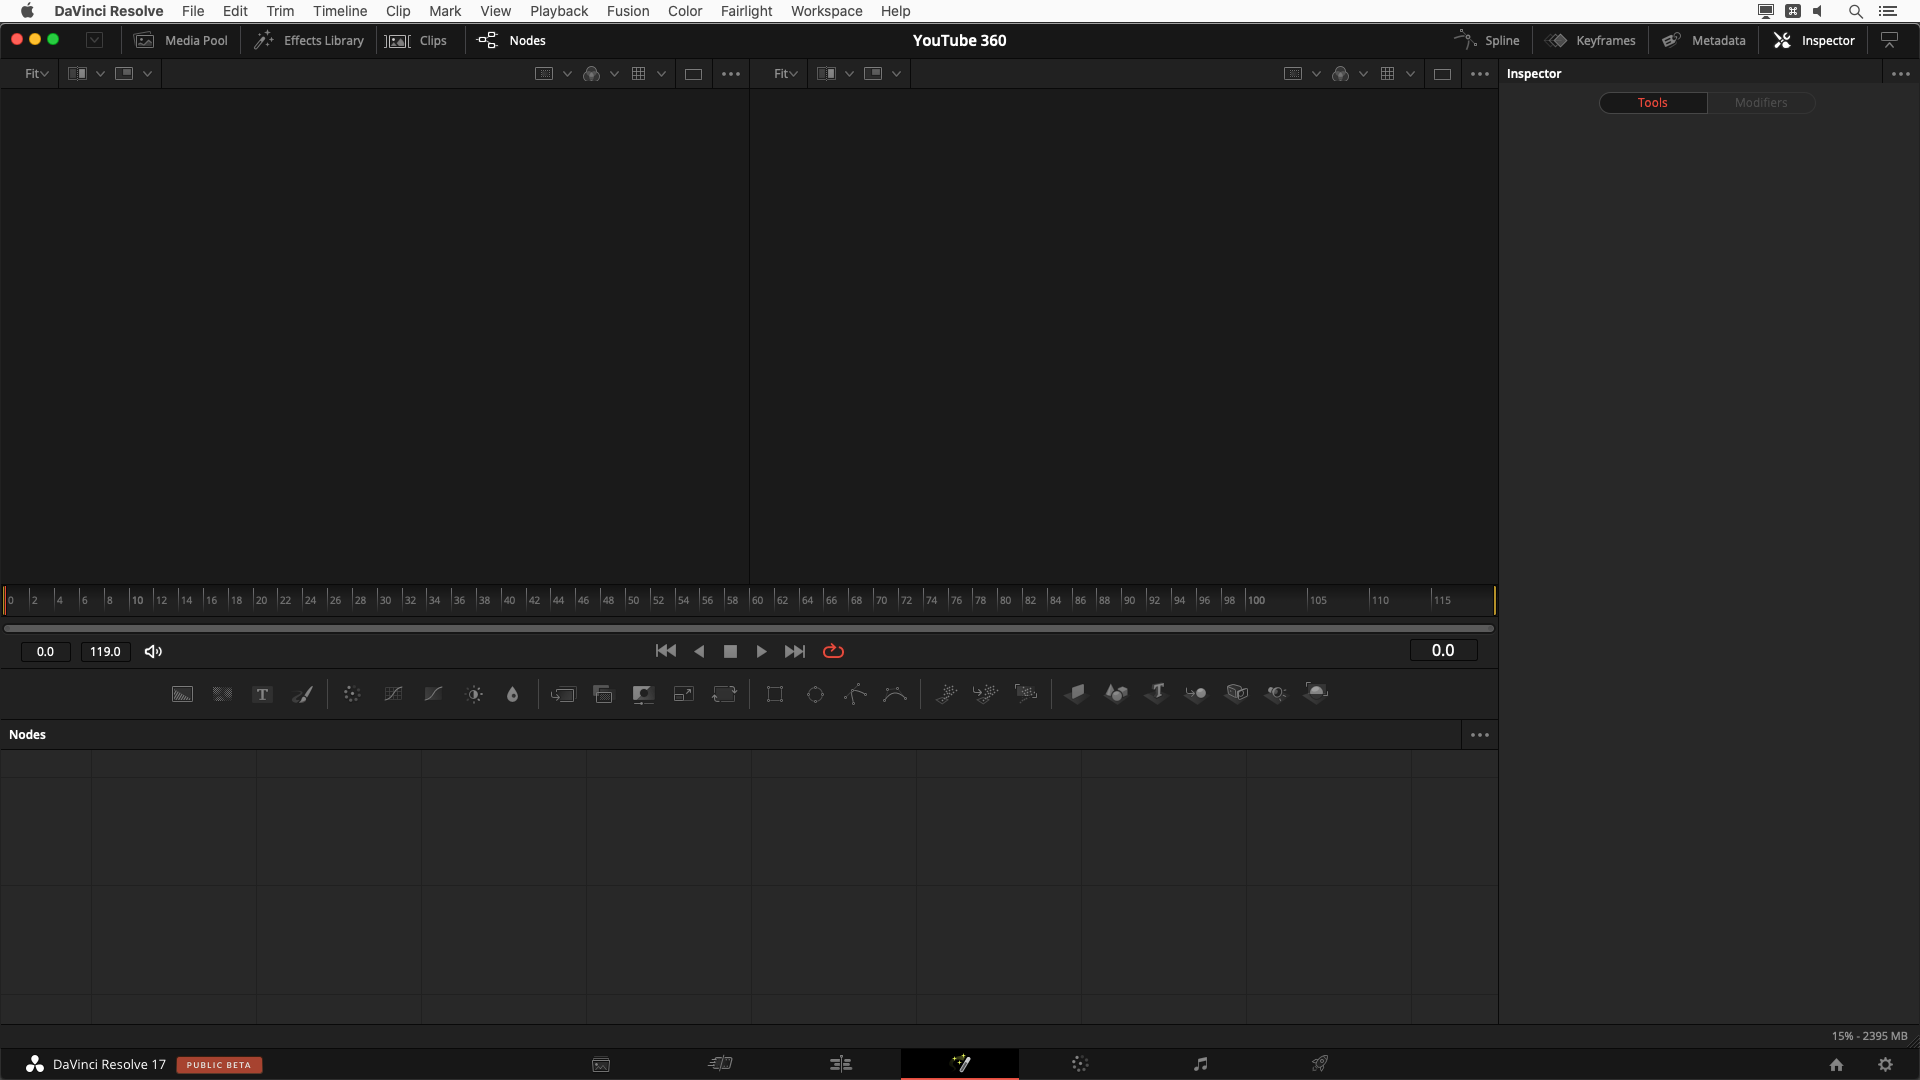 DaVinci Resolve File Edit Trim Timeline Clip Mark View Playback Fusion Color Fairlight Workspace Help
Media Pool Effects Library Clips Nodes YouTube 360 Spline Keyframes Metadata Inspector
Fit Fit Inspector
Tools Modifiers
0 2 4 6 8 10 12 14 16 18 20 22 24 26 28 30 32 34 36 38 40 42 44 46 48 50 52 54 56 58 60 62 64 66 68 70 72 74 76 78 80 82 84 86 88 90 92 94 96 98 100 105 110 115
0.0 119.0 0.0
T
Nodes
15% - 2395 MB
DaVinci Resolve 17 PUBLIC BETA